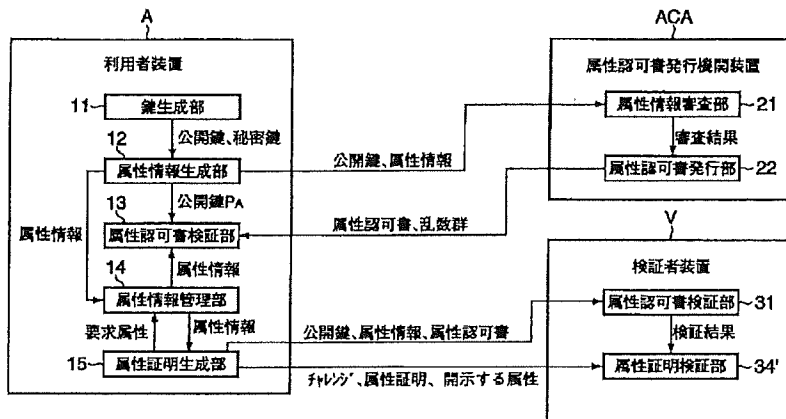 A
利用者装置
11
鍵生成部
公開鍵、秘密鍵
12
属性情報生成部
公開鍵PA
13
属性認可審検証部
属性情報
属性情報
14
属性情報管理部
要求属性
属性情報
15
属性証明生成部
公開鍵、属性情報
属性認可審、乱数群
公開鍵、属性情報、属性認可審
チャレンジ、属性証明、開示する属性
ACA
属性認可審発行機関装置
属性情報審査部
21
審査結果
属性認可審発行部
22
V
検証者装置
属性認可審検証部
31
検証結果
属性証明検証部
34'